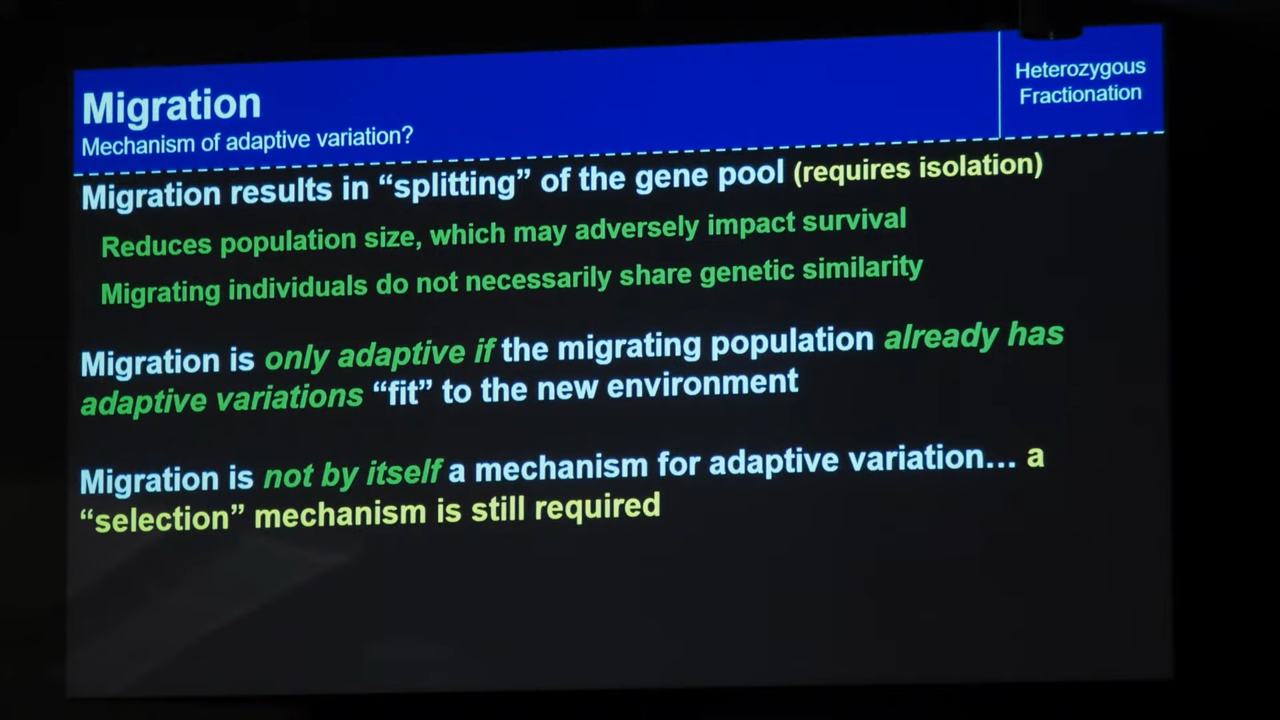 Migration
Mechanism of adaptive variation?
Heterozygous
Fractionation
Migration results in “splitting” of the gene pool (requires isolation)
Reduces population size, which may adversely impact survival
Migrating individuals do not necessarily share genetic similarity
Migration is only adaptive if the migrating population already has
adaptive variations “fit” to the new environment
Migration is not by itself a mechanism for adaptive variation… a
“selection” mechanism is still required